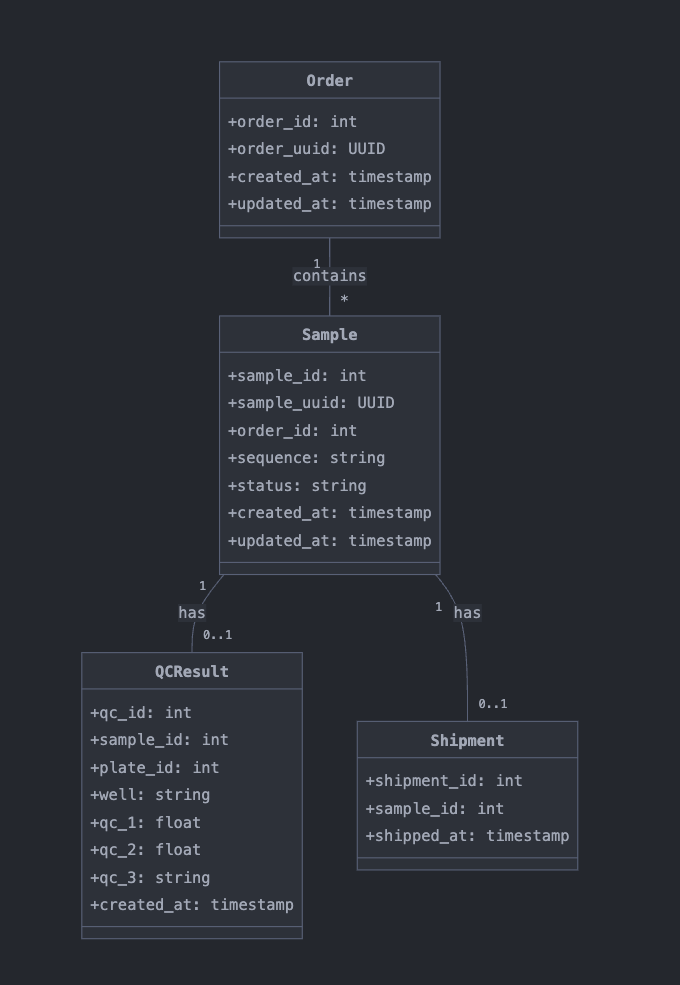 Order
+order_id: int
+order_uuid: UUID
+created_at: timestamp
+updated_at: timestamp
1
contains
*
Sample
+sample_id: int
+sample_uuid: UUID
+order_id: int
+sequence: string
+status: string
+created_at: timestamp
+updated_at: timestamp
1
has
0..1
1
has
0..1
QCResult
+qc_id: int
+sample_id: int
+plate_id: int
+well: string
+qc_1: float
+qc_2: float
+qc_3: string
+created_at: timestamp
Shipment
+shipment_id: int
+sample_id: int
+shipped_at: timestamp